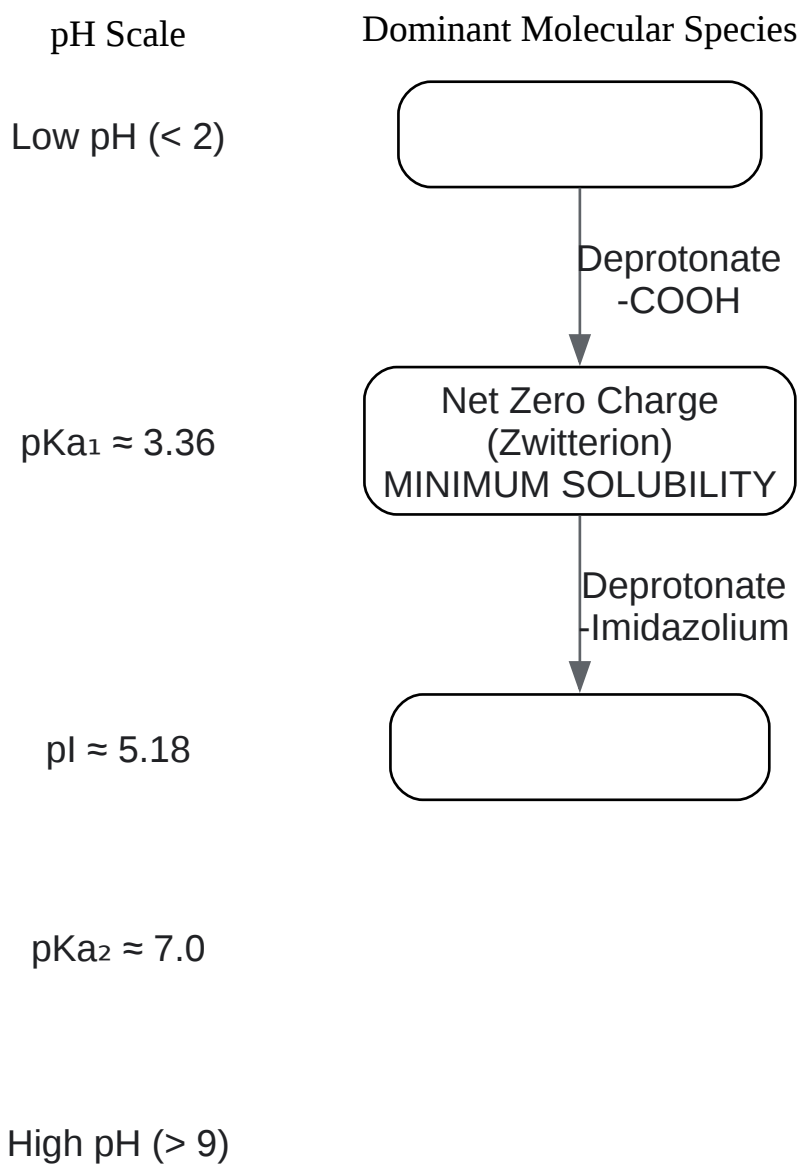 pH Scale
Dominant Molecular Species
Low pH (< 2)
Deprotonate
-COOH
Net Zero Charge
(Zwitterion)
MINIMUM SOLUBILITY
pKa₁ ≈ 3.36
Deprotonate
-Imidazolium
pI ≈ 5.18
pKa₂ ≈ 7.0
High pH (> 9)